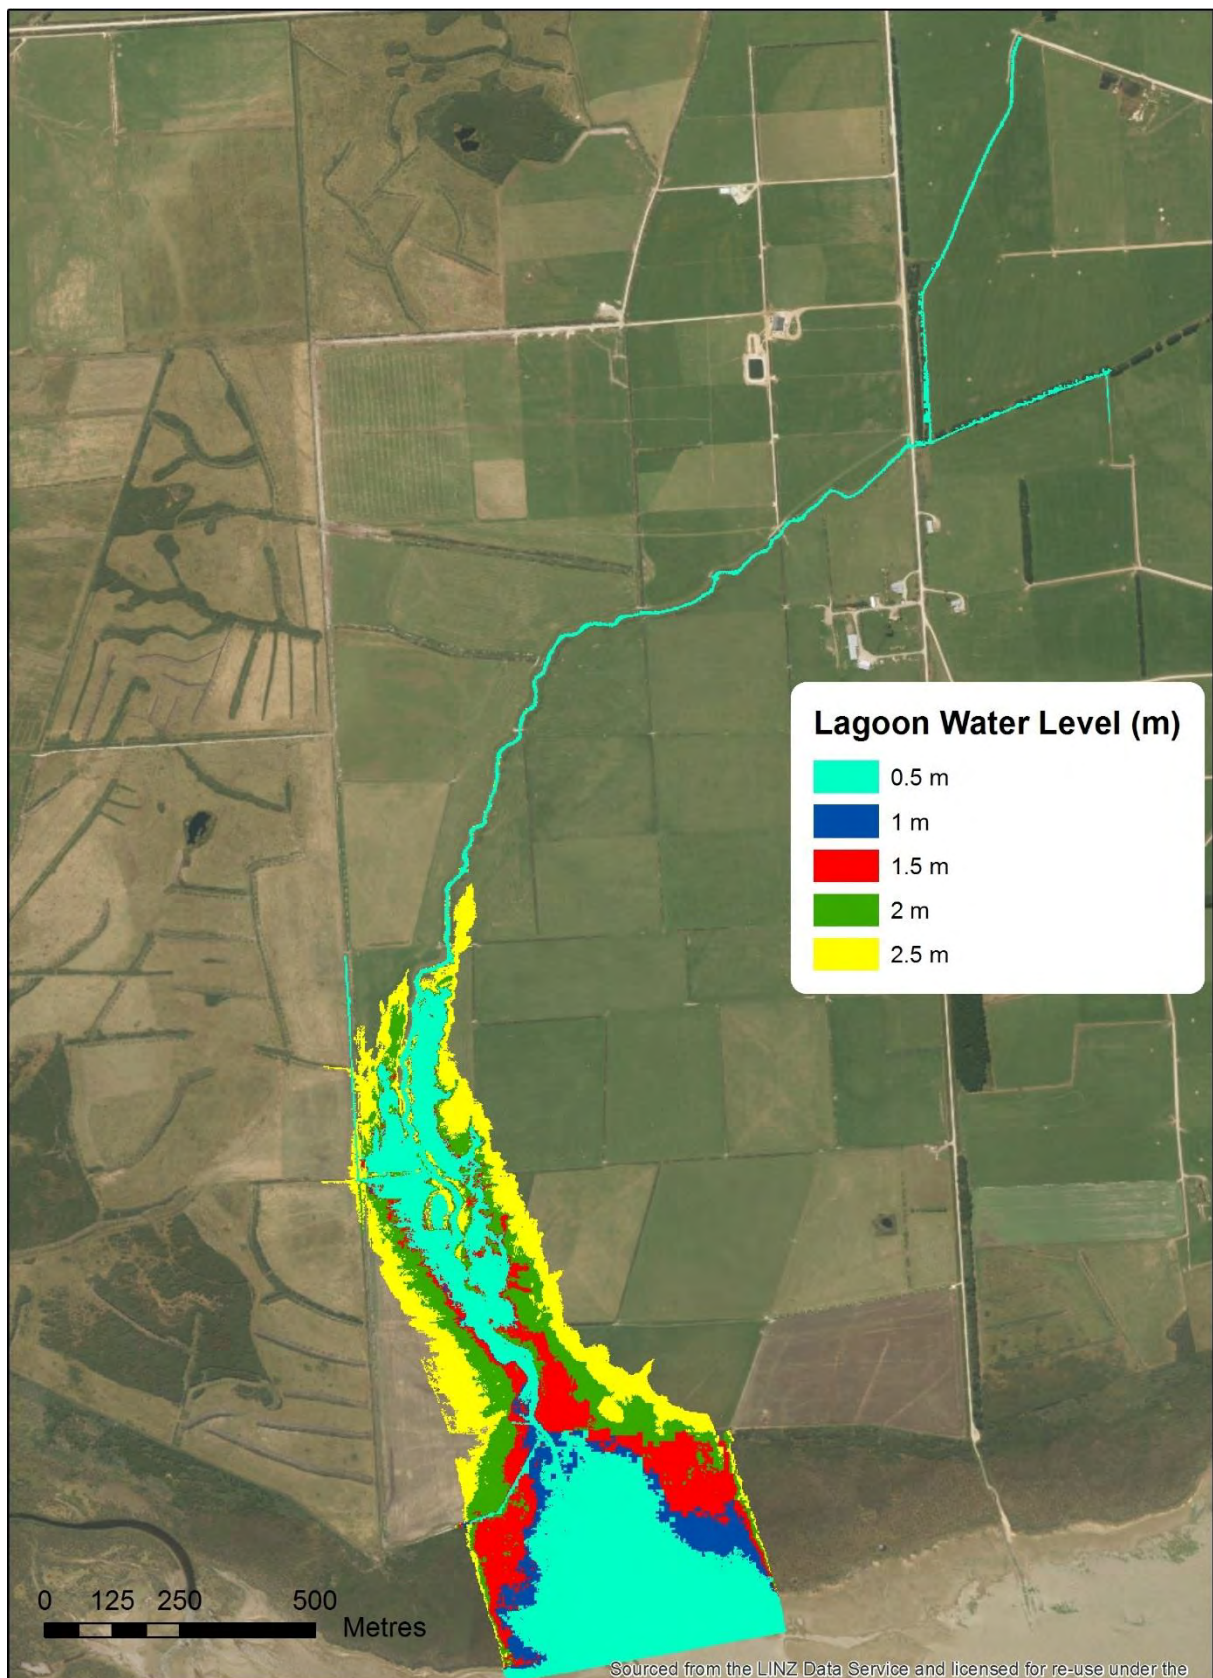 Lagoon Water Level (m)
0.5 m
1 m
1.5 m
2 m
2.5 m
0 125 250 500
Metres
Sourced from the LINZ Data Service and licensed for re-use under the